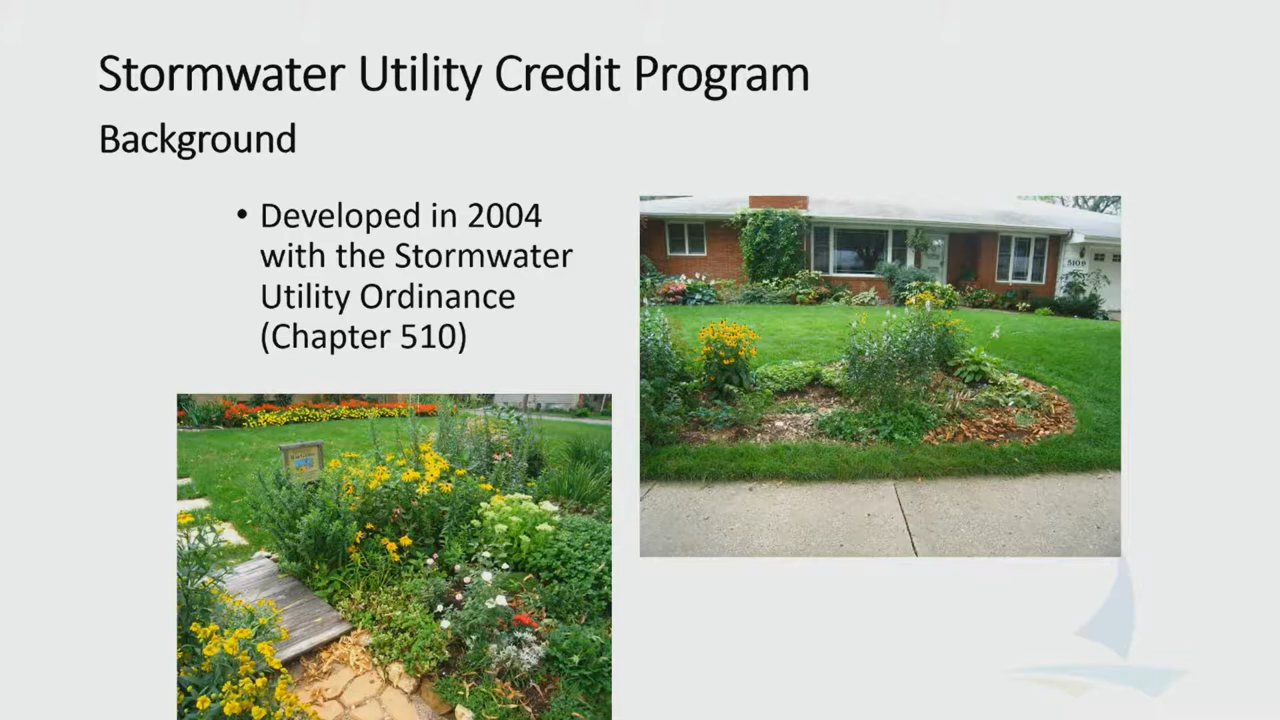 Stormwater Utility Credit Program
Background
• Developed in 2004
with the Stormwater
Utility Ordinance
(Chapter 510)
5109